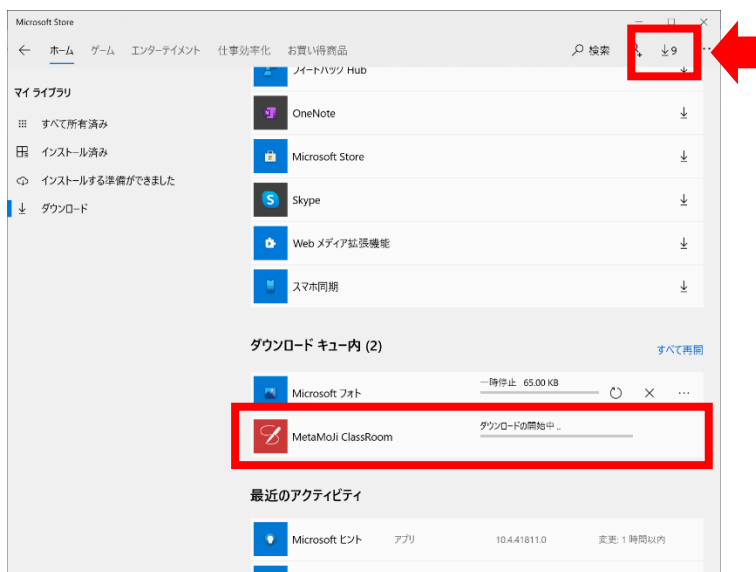 Microsoft Store
ホーム ゲーム エンターテイメント 仕事効率化 お買い得商品 検索 9
マイ ライブラリ
すべて所有済み
インストール済み
インストールする準備ができました
ダウンロード
フィードバック Hub
OneNote
Microsoft Store
Skype
Web メディア拡張機能
スマホ同期
ダウンロード キュー内 (2) すべて再開
Microsoft フォト 一時停止 65.00 KB
MetaMoJi ClassRoom ダウンロードの開始中 ..
最近のアクティビティ
Microsoft ヒント アプリ 10.4.41811.0 変更: 1 時間以内